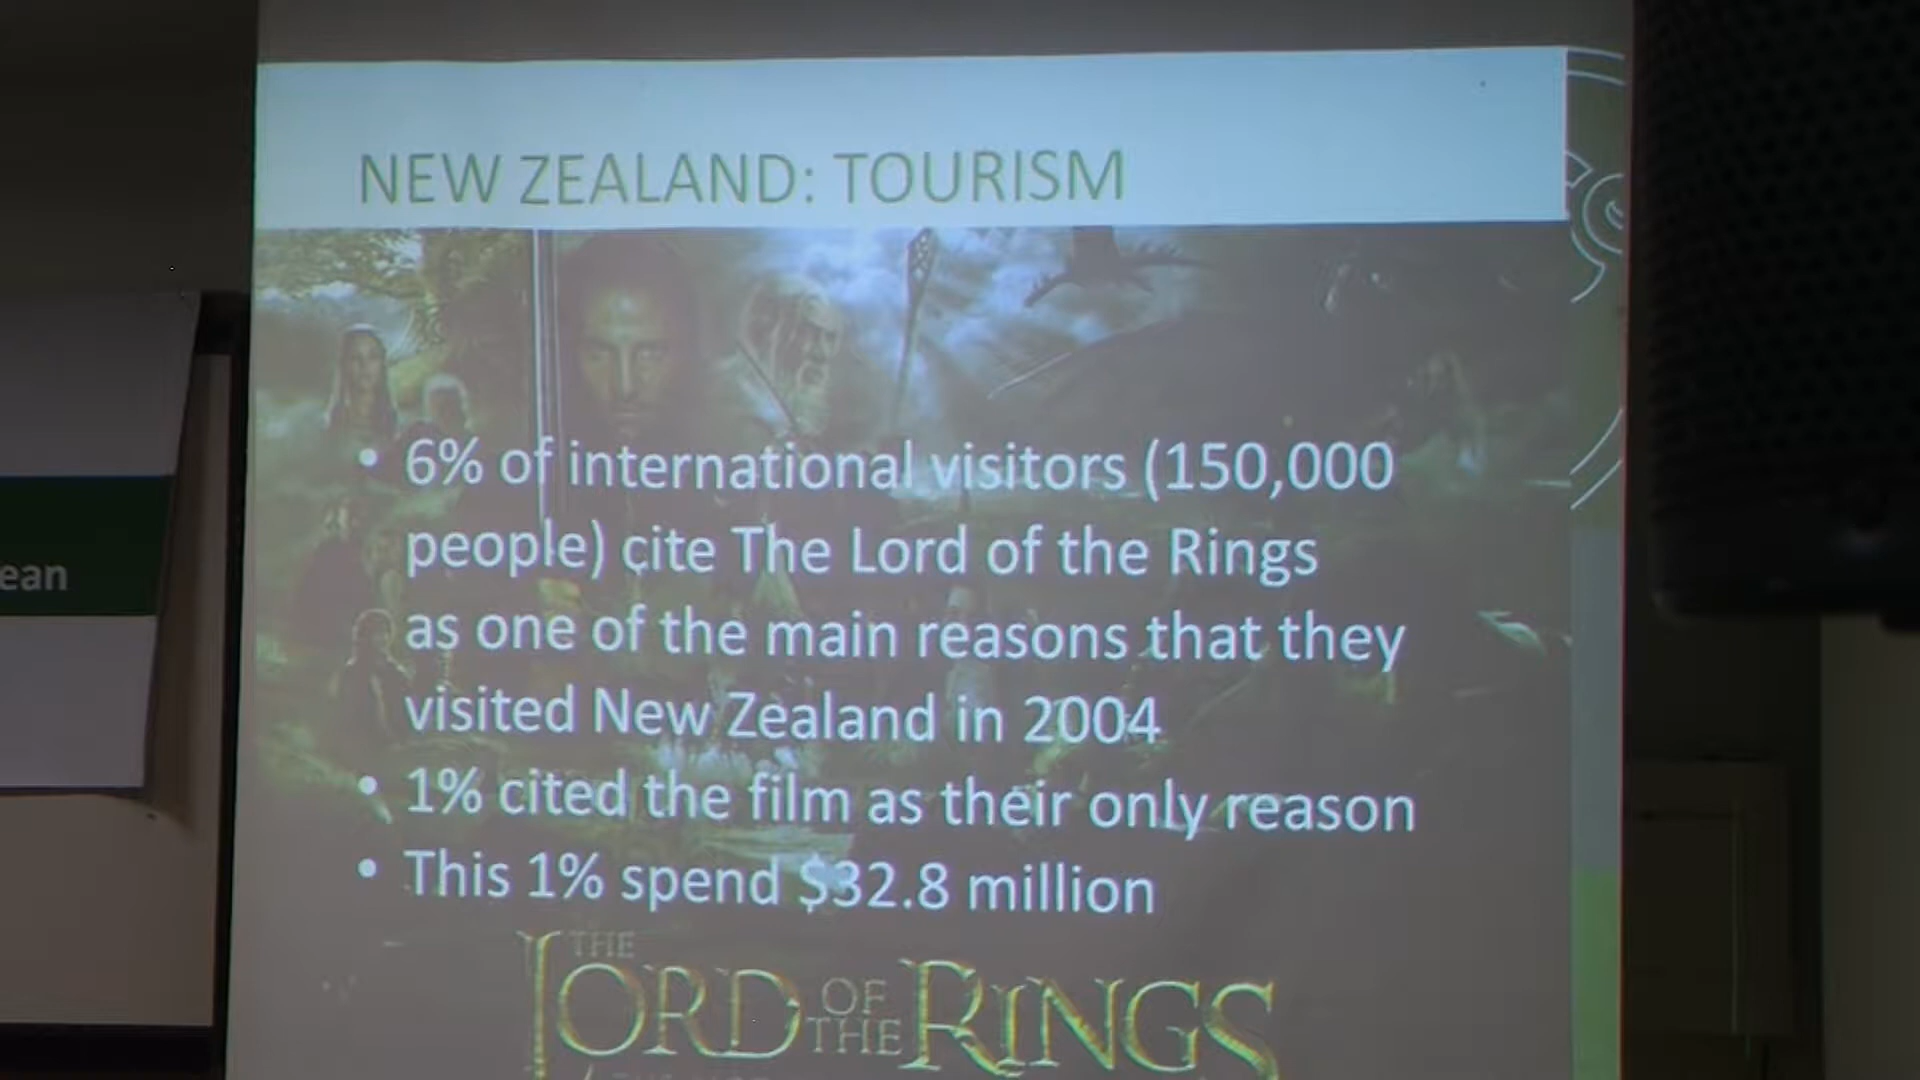 NEW ZEALAND: TOURISM
• 6% of international visitors (150,000
people) cite The Lord of the Rings
as one of the main reasons that they
visited New Zealand in 2004
• 1% cited the film as their only reason
• This 1% spend $32.8 million
THE
LORD OF THE RINGS
ean